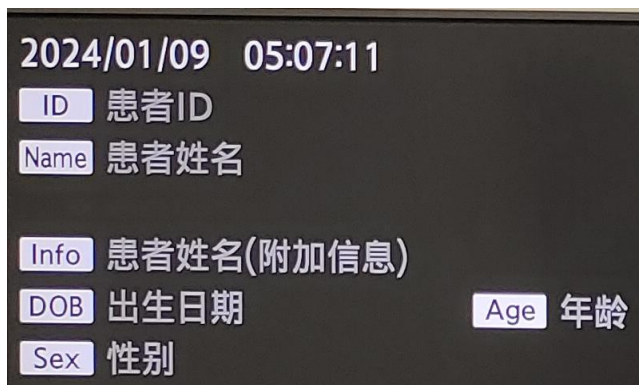 2024/01/09 05:07:11
ID 患者ID
Name 患者姓名
Info 患者姓名(附加信息)
DOB 出生日期 Age 年龄
Sex 性别